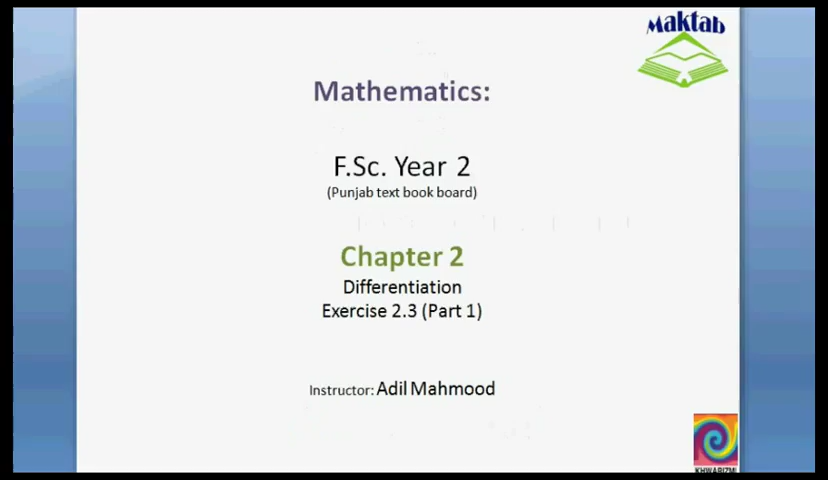 Maktab
Mathematics:
F.Sc. Year 2
(Punjab text book board)
Chapter 2
Differentiation
Exercise 2.3 (Part 1)
Instructor: Adil Mahmood
KHWARIZMI